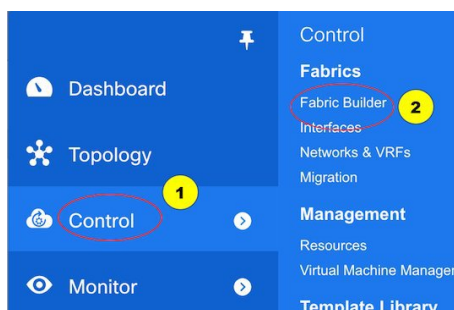 Dashboard
Topology
1
Control
Monitor
Control
Fabrics
Fabric Builder
2
Interfaces
Networks & VRFs
Migration
Management
Resources
Virtual Machine Manager
Template Library